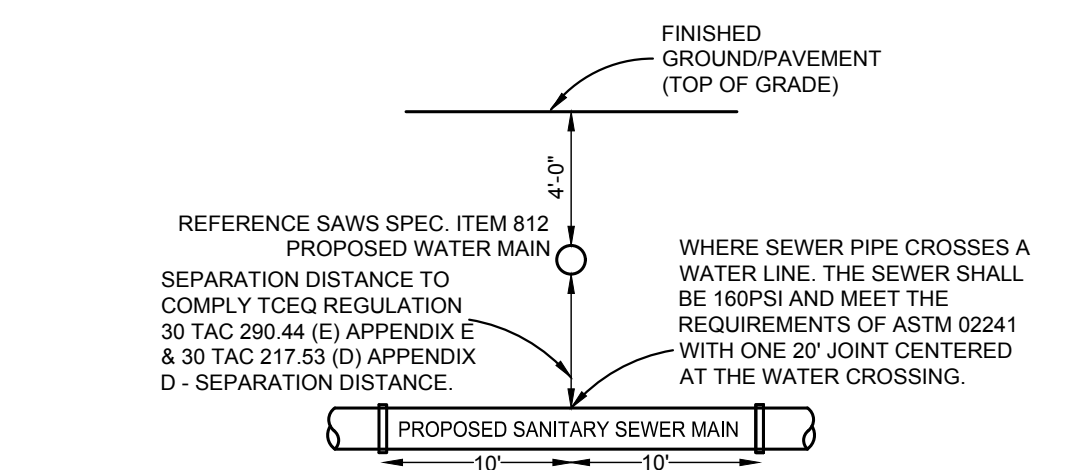 FINISHED
GROUND/PAVEMENT
(TOP OF GRADE)
4'-0"
REFERENCE SAWS SPEC. ITEM 812
PROPOSED WATER MAIN
SEPARATION DISTANCE TO
COMPLY TCEQ REGULATION
30 TAC 290.44 (E) APPENDIX E
& 30 TAC 217.53 (D) APPENDIX
D - SEPARATION DISTANCE.
WHERE SEWER PIPE CROSSES A
WATER LINE. THE SEWER SHALL
BE 160PSI AND MEET THE
REQUIREMENTS OF ASTM 02241
WITH ONE 20' JOINT CENTERED
AT THE WATER CROSSING.
PROPOSED SANITARY SEWER MAIN
10'
10'